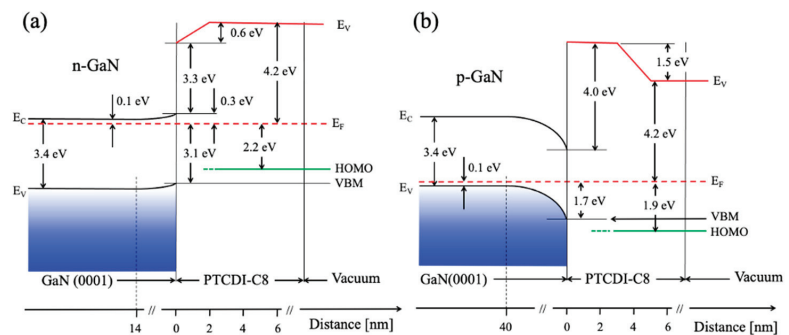 (a)
n-GaN
E_V
0.6 eV
4.2 eV
3.3 eV
0.1 eV
0.3 eV
E_C
E_F
3.4 eV
3.1 eV
2.2 eV
HOMO
VBM
E_V
GaN (0001)
PTCDI-C8
Vacuum
14
//
0
2
4
6
//
Distance [nm]
(b)
p-GaN
1.5 eV
E_V
4.0 eV
E_C
4.2 eV
3.4 eV
0.1 eV
E_F
E_V
1.7 eV
1.9 eV
VBM
HOMO
GaN(0001)
PTCDI-C8
Vacuum
40
//
0
2
4
6
//
Distance [nm]